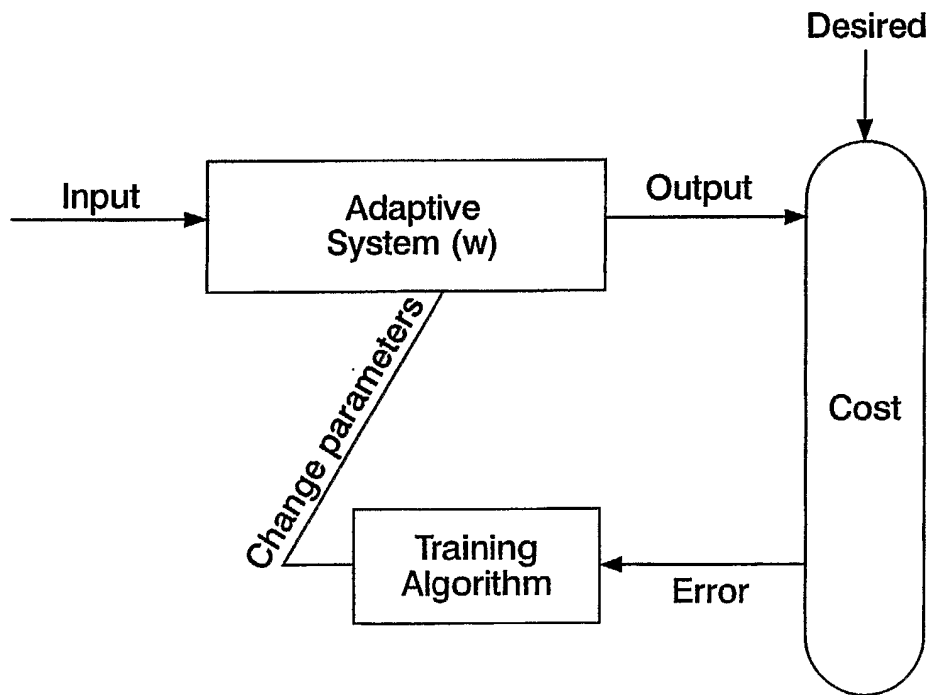 Desired
Input
Adaptive
System (w)
Output
Change parameters
Cost
Training
Algorithm
Error